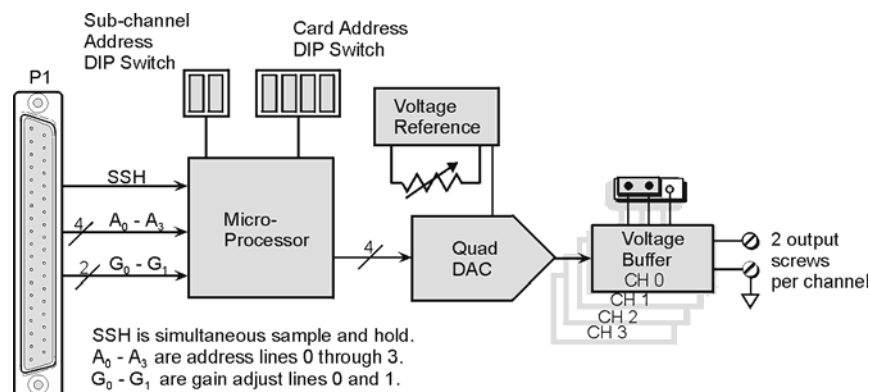 Sub-channel
Address
DIP Switch
Card Address
DIP Switch
P1
Voltage
Reference
SSH
4
A₀ - A₃
2
G₀ - G₁
Micro-
Processor
4
Quad
DAC
Voltage
Buffer
CH 0
CH 1
CH 2
CH 3
2 output
screws
per channel
SSH is simultaneous sample and hold.
A₀ - A₃ are address lines 0 through 3.
G₀ - G₁ are gain adjust lines 0 and 1.